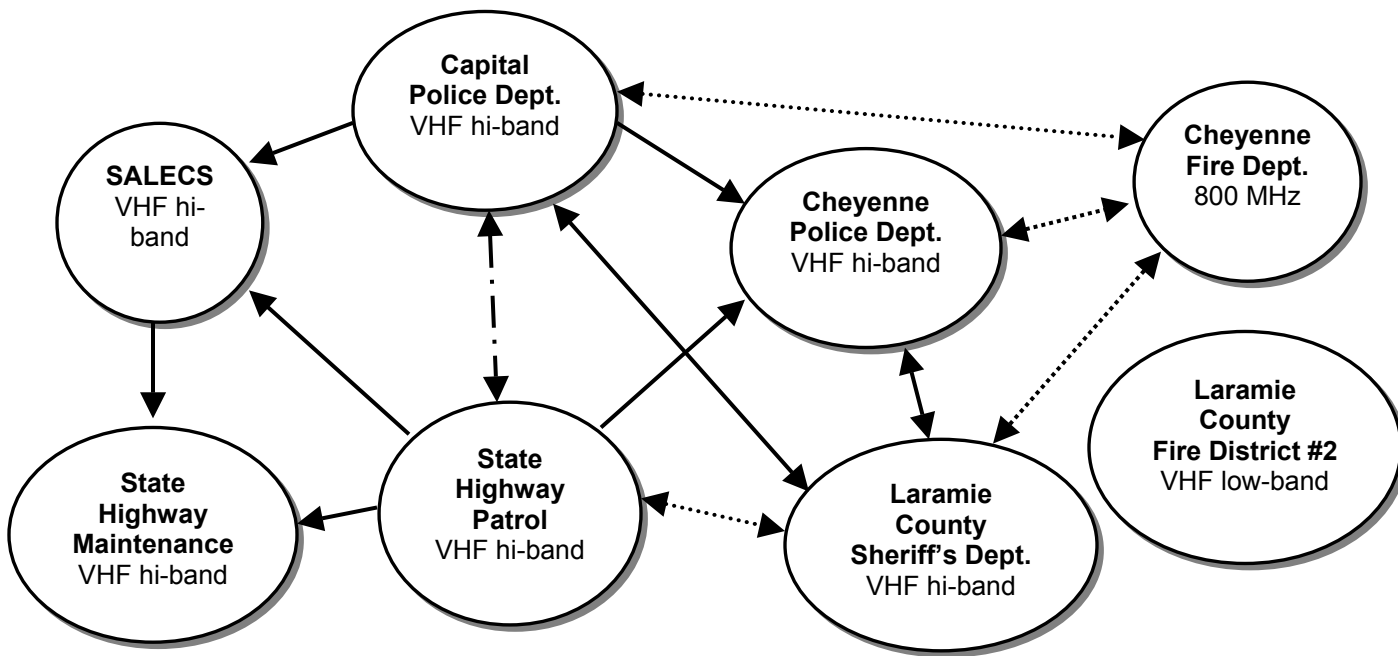 Capital
Police Dept.
VHF hi-band
Cheyenne
Fire Dept.
800 MHz
SALECS
VHF hi-
band
Cheyenne
Police Dept.
VHF hi-band
Laramie
County
Fire District #2
VHF low-band
State
Highway
Maintenance
VHF hi-band
State
Highway
Patrol
VHF hi-band
Laramie
County
Sheriff’s Dept.
VHF hi-band